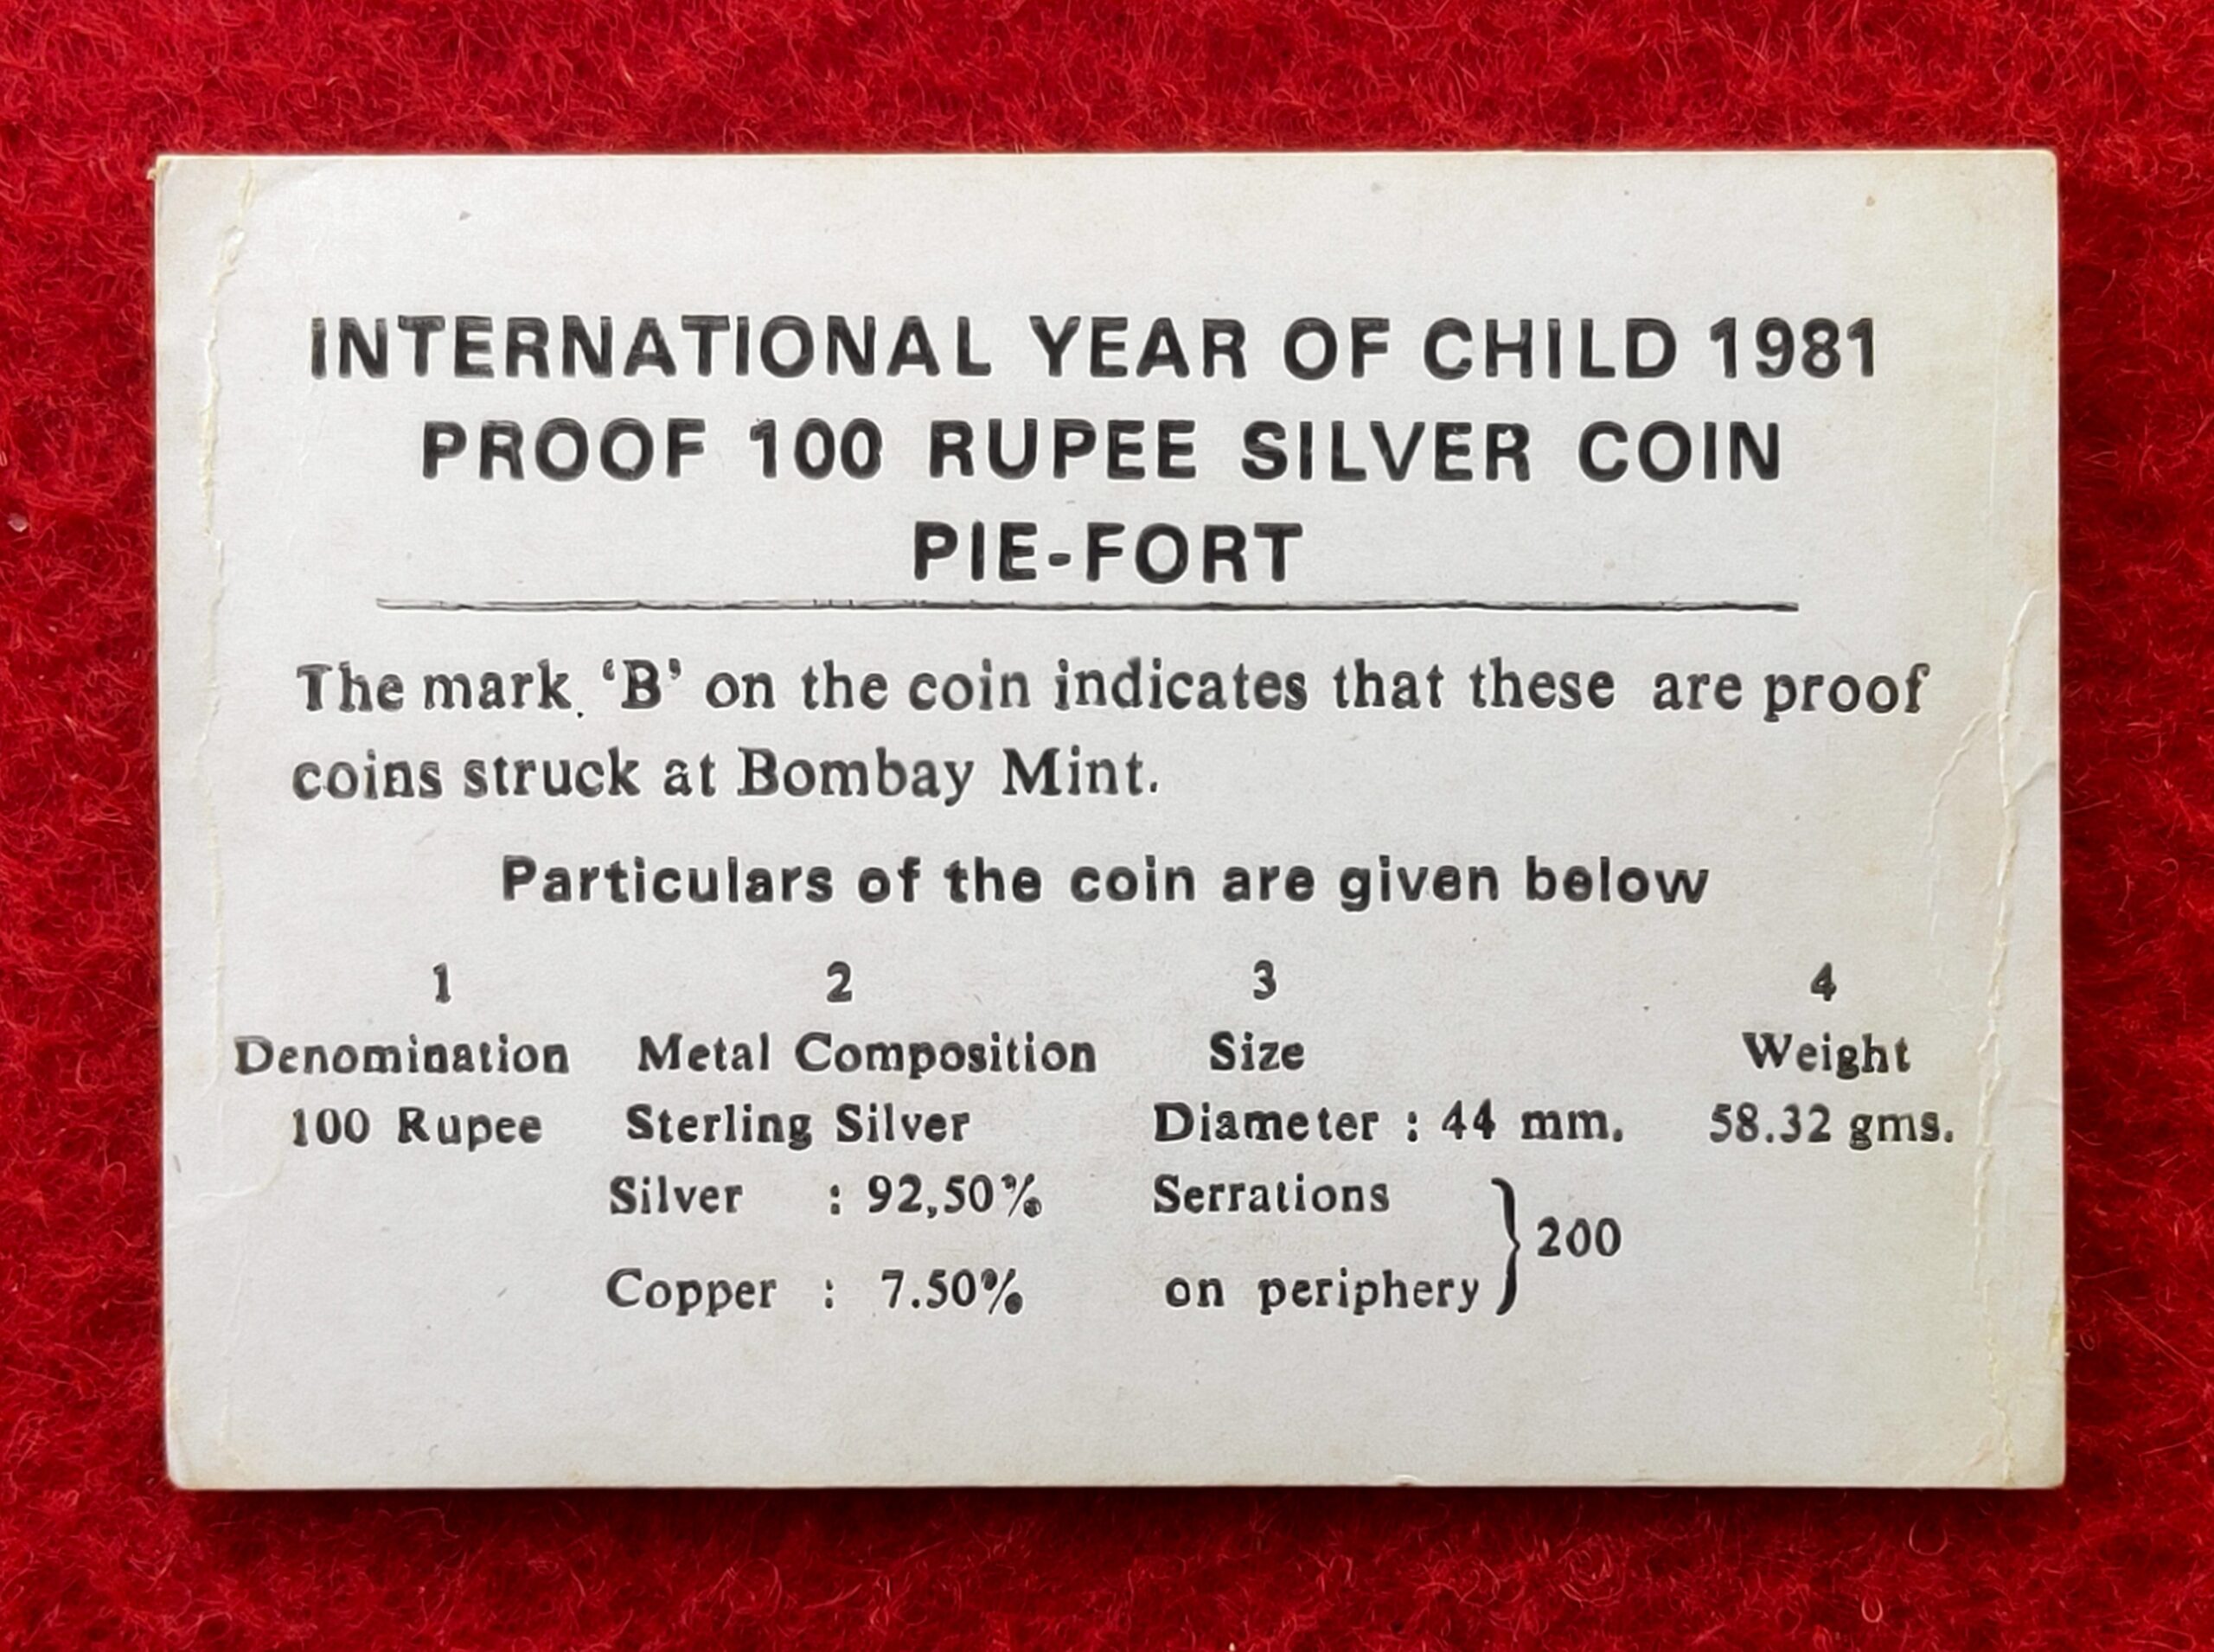 INTERNATIONAL YEAR OF CHILD 1981
PROOF 100 RUPEE SILVER COIN
PIE-FORT
The mark. ‘B’ on the coin indicates that these are proof
coins struck at Bombay Mint.
Particulars of the coin are given below
1 2 3 4
Denomination Metal Composition Size Weight
100 Rupee Sterling Silver Diameter : 44 mm. 58.32 gms.
Silver : 92,50% Serrations
200
Copper : 7.50% on periphery